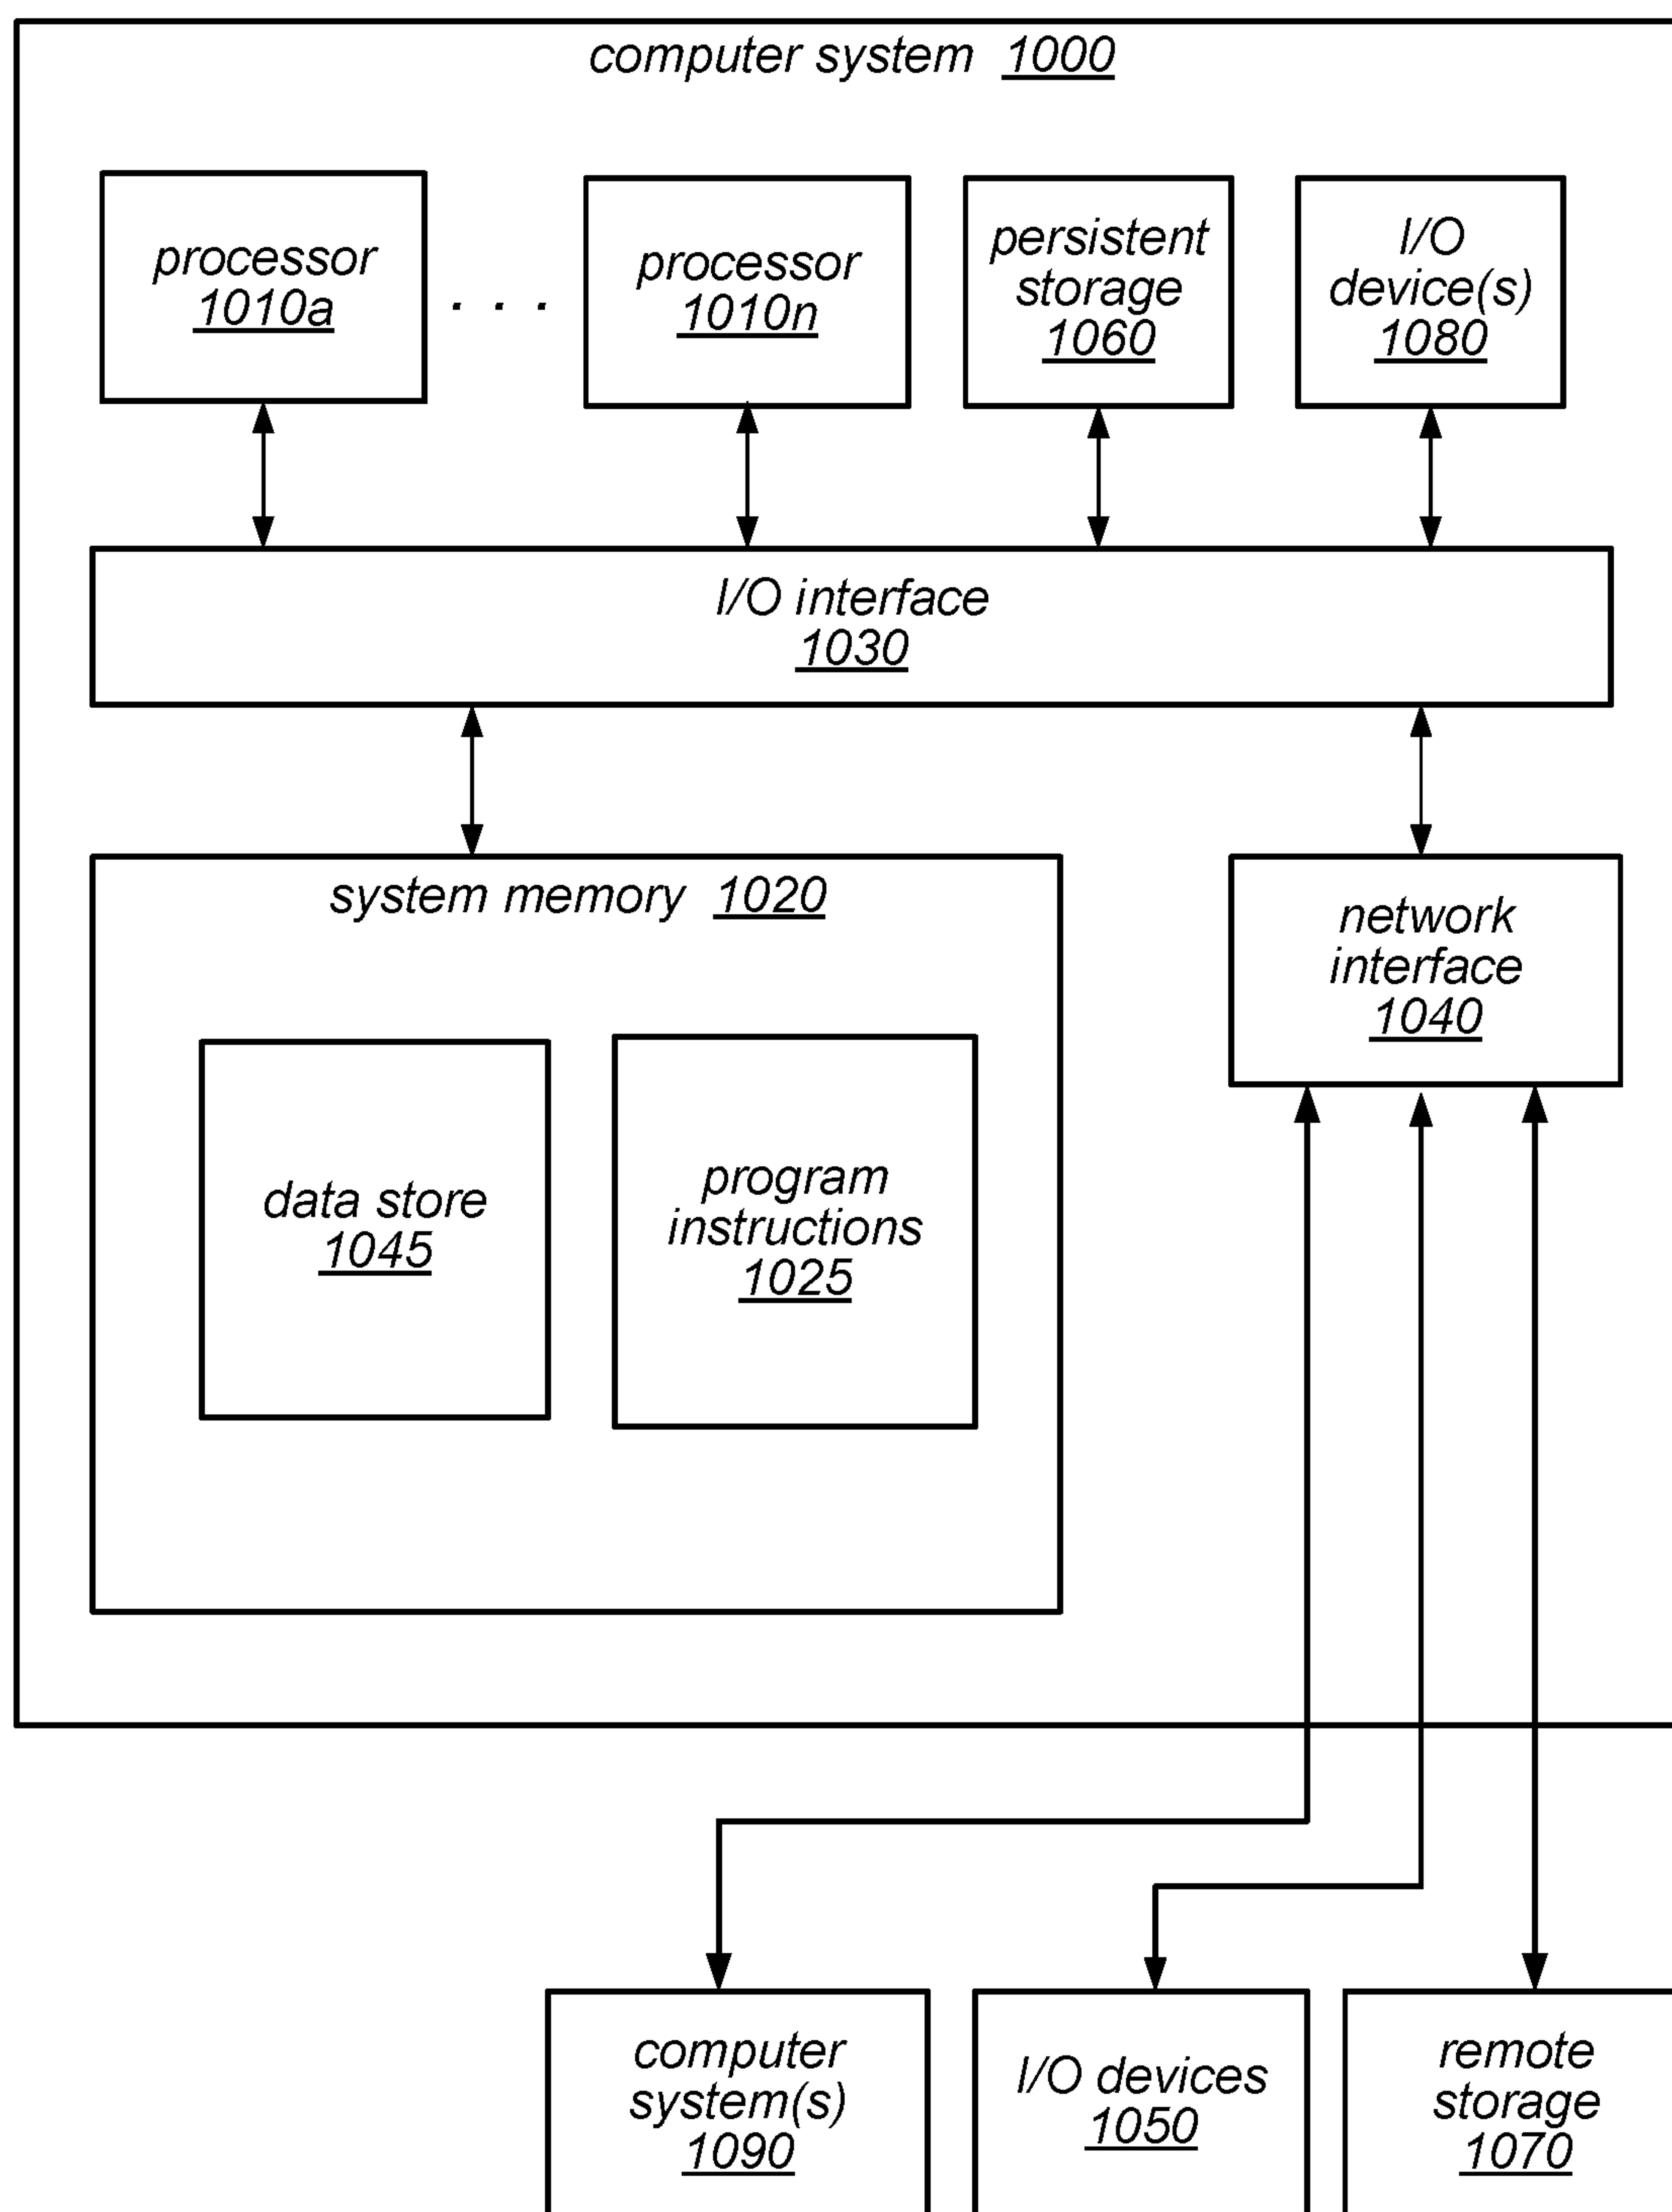 computer system 1000
processor
1010a
. . .
processor
1010n
persistent
storage
1060
I/O
device(s)
1080
I/O interface
1030
system memory 1020
data store
1045
program
instructions
1025
network
interface
1040
computer
system(s)
1090
I/O devices
1050
remote
storage
1070